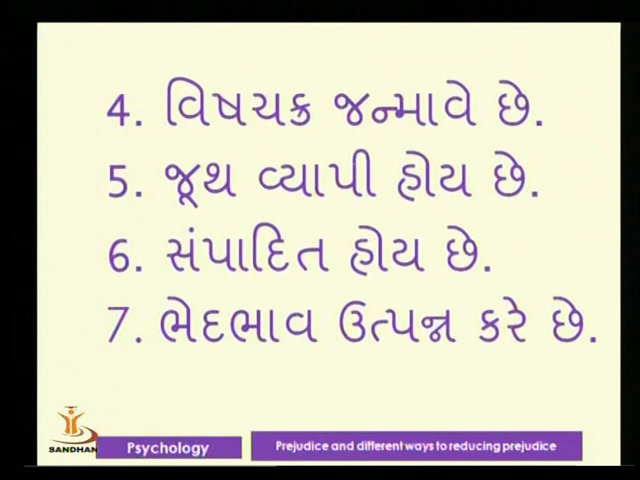 4. વિષચક્ર જન્માવે છે.
5. જૂથ વ્યાપી હોય છે.
6. સંપાદિત હોય છે.
7. ભેદભાવ ઉત્પન્ન કરે છે.
SANDHAN
Psychology
Prejudice and different ways to reducing prejudice